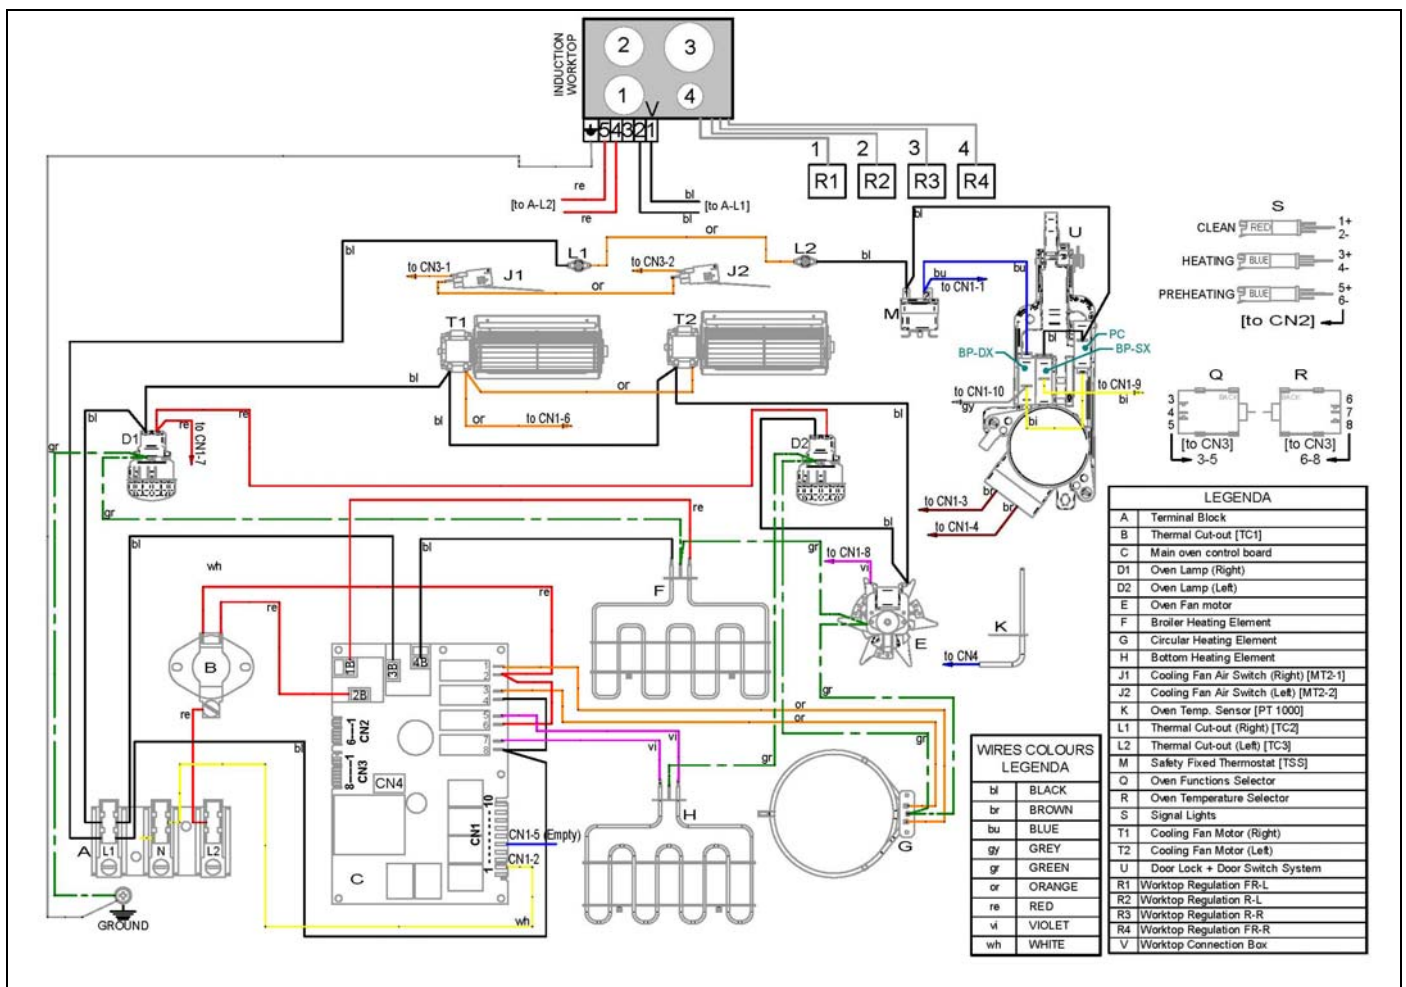 INDUCTION
WORKTOP
2
3
1
4
V
5 4 3 2 1
1 2 3 4
R1 R2 R3 R4
re
[to A-L2]
re
bl
[to A-L1]
bl
or
bl
L1
L2
bl
bl
to CN3-1
J1
to CN3-2
J2
or
bu
to CN1-1
bu
U
M
S
CLEAN RED 1+
2-
HEATING BLUE 3+
4-
PREHEATING BLUE 5+
6-
[to CN2]
T1
T2
bl
PC
BP-SX
BP-DX
to CN1-10
gy
to CN1-9
bi
bi
bl
or
bl
or
to CN1-6
bl
Q
R
3
4
5
BACK
BACK
6
7
8
[to CN3]
3-5
[to CN3]
6-8
bl
re
re
to CN1-7
D1
gr
D2
gr
br
to CN1-3
to CN1-4
br
re
bl
bl
bl
gr
to CN1-8
vi
wh
re
re
F
E
K
to CN4
B
re
1B
3B
4B
2B
6----1
CN2
8----1
CN3
CN4
10
CN1
1
CN1-5 (Empty)
CN1-2
C
wh
bl
vi
vi
gr
or
or
gr
gr
H
G
A
L1 N L2
GROUND
WIRES COLOURS
LEGENDA
bl BLACK
br BROWN
bu BLUE
gy GREY
gr GREEN
or ORANGE
re RED
vi VIOLET
wh WHITE
LEGENDA
A Terminal Block
B Thermal Cut-out [TC1]
C Main oven control board
D1 Oven Lamp (Right)
D2 Oven Lamp (Left)
E Oven Fan motor
F Broiler Heating Element
G Circular Heating Element
H Bottom Heating Element
J1 Cooling Fan Air Switch (Right) [MT2-1]
J2 Cooling Fan Air Switch (Left) [MT2-2]
K Oven Temp. Sensor [PT 1000]
L1 Thermal Cut-out (Right) [TC2]
L2 Thermal Cut-out (Left) [TC3]
M Safety Fixed Thermostat [TSS]
Q Oven Functions Selector
R Oven Temperature Selector
S Signal Lights
T1 Cooling Fan Motor (Right)
T2 Cooling Fan Motor (Left)
U Door Lock + Door Switch System
R1 Worktop Regulation FR-L
R2 Worktop Regulation R-L
R3 Worktop Regulation R-R
R4 Worktop Regulation FR-R
V Worktop Connection Box